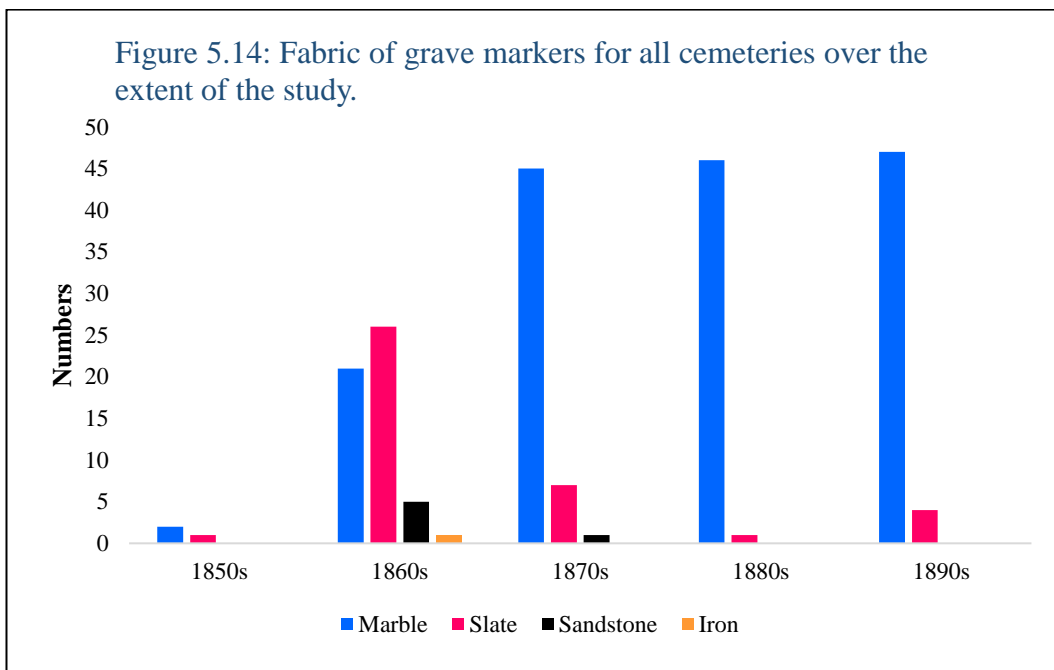 Figure 5.14: Fabric of grave markers for all cemeteries over the
extent of the study.
50
45
40
35
30
25
20
15
10
5
0
Numbers
1850s 1860s 1870s 1880s 1890s
Marble Slate Sandstone Iron